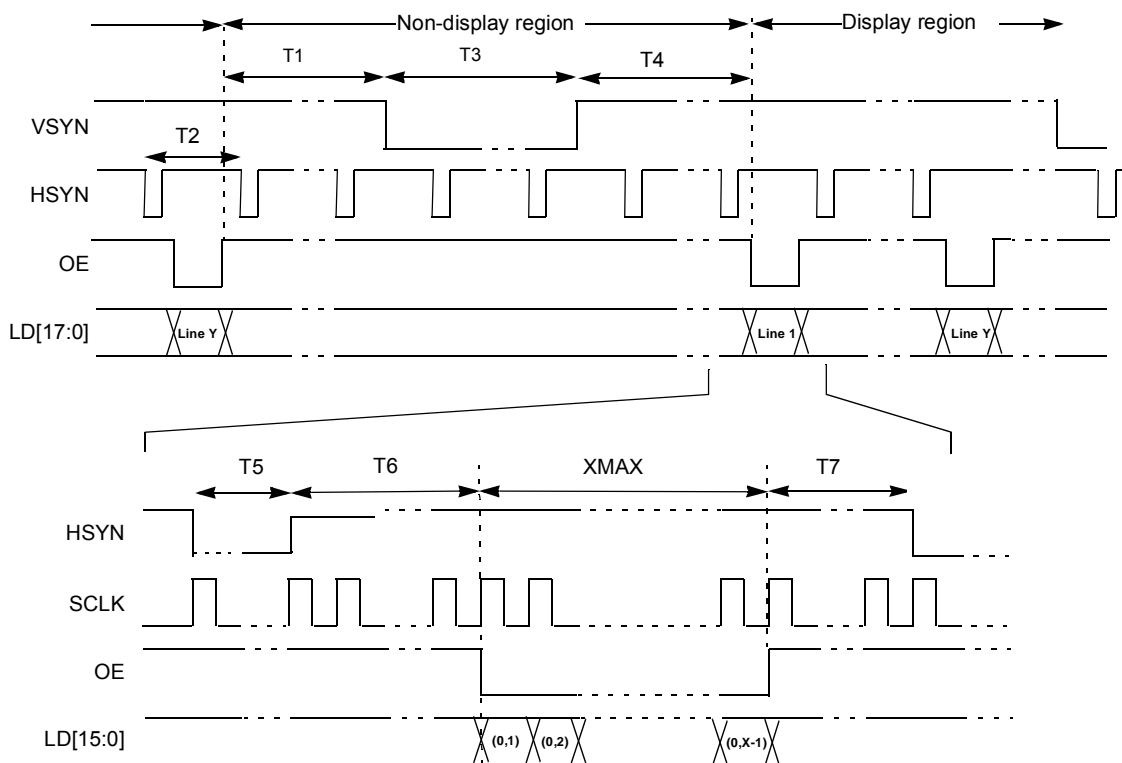 Non-display region
Display region
T1
T3
T4
VSYN
T2
HSYN
OE
LD[17:0]
Line Y
Line 1
Line Y
T5
T6
XMAX
T7
HSYN
SCLK
OE
LD[15:0]
(0,1)
(0,2)
(0,X-1)